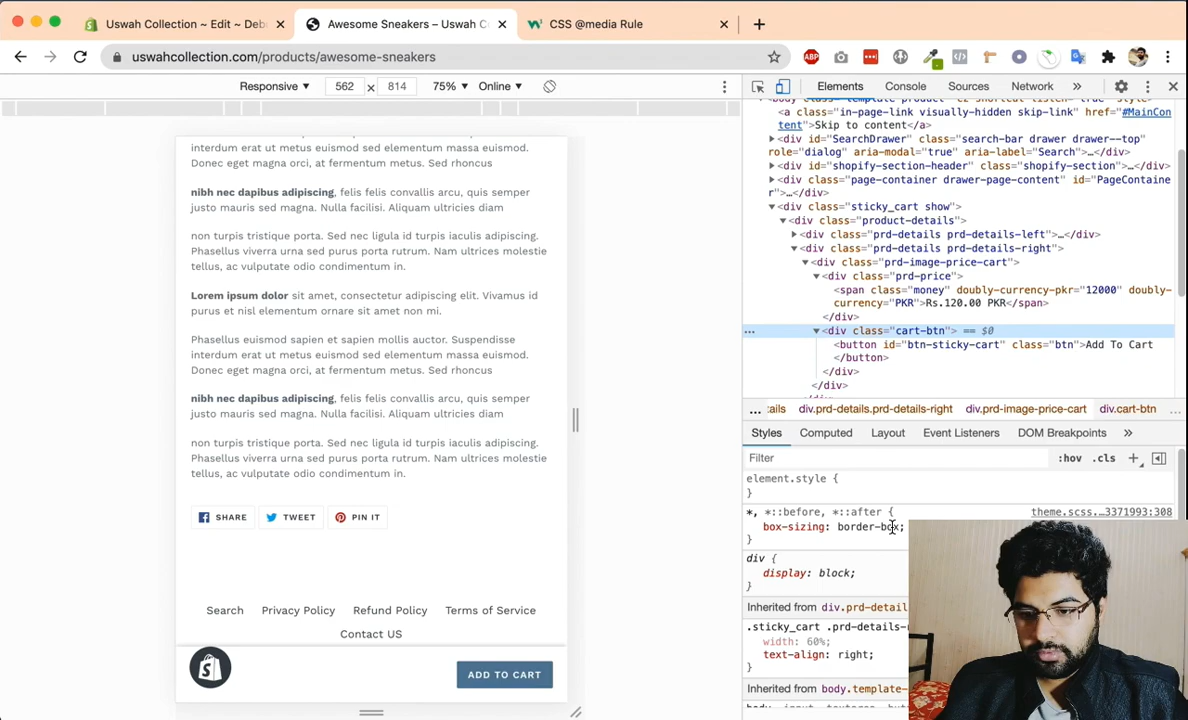 Uswah Collection ~ Edit ~ Deb
Awesome Sneakers – Uswah C
CSS @media Rule
uswahcollection.com/products/awesome-sneakers
ABP
Responsive
562
x
814
75%
Online
Elements
Console
Sources
Network
interdum erat ut metus euismod sed elementum massa euismod.
Donec eget magna orci, at fermentum metus. Sed rhoncus
nibh nec dapibus adipiscing, felis felis convallis arcu, quis semper
justo mauris sed magna. Nulla facilisi. Aliquam ultricies diam
non turpis tristique porta. Sed nec ligula id turpis iaculis adipiscing.
Phasellus viverra urna sed purus porta rutrum. Nam ultrices molestie
tellus, ac vulputate odio condimentum in.
Lorem ipsum dolor sit amet, consectetur adipiscing elit. Vivamus id
purus et nisl elementum ornare sit amet non mi.
Phasellus euismod sapien et sapien mollis auctor. Suspendisse
interdum erat ut metus euismod sed elementum massa euismod.
Donec eget magna orci, at fermentum metus. Sed rhoncus
nibh nec dapibus adipiscing, felis felis convallis arcu, quis semper
justo mauris sed magna. Nulla facilisi. Aliquam ultricies diam
non turpis tristique porta. Sed nec ligula id turpis iaculis adipiscing.
Phasellus viverra urna sed purus porta rutrum. Nam ultrices molestie
tellus, ac vulputate odio condimentum in.
SHARE
TWEET
PIN IT
Search
Privacy Policy
Refund Policy
Terms of Service
Contact US
ADD TO CART
<a class="in-page-link visually-hidden skip-link" href="#MainCon
tent">Skip to content</a>
<div id="SearchDrawer" class="search-bar drawer drawer--top"
role="dialog" aria-modal="true" aria-label="Search">…</div>
<div id="shopify-section-header" class="shopify-section">…</div>
<div class="page-container drawer-page-content" id="PageContaine
r">…</div>
<div class="sticky_cart show">
<div class="product-details">
<div class="prd-details prd-details-left">…</div>
<div class="prd-details prd-details-right">
<div class="prd-image-price-cart">
<div class="prd-price">
<span class="money" doubly-currency-pkr="12000" doubly-
currency="PKR">Rs.120.00 PKR</span>
</div>
<div class="cart-btn"> == $0
<button id="btn-sticky-cart" class="btn">Add To Cart
</button>
</div>
</div>
… tails
div.prd-details.prd-details-right
div.prd-image-price-cart
div.cart-btn
…
Styles
Computed
Layout
Event Listeners
DOM Breakpoints
Filter
:hov
.cls
element.style {
}
*, *::before, *::after {
theme.scss.…3371993:308
box-sizing: border-box;
}
div {
display: block;
}
Inherited from div.prd-detail
.sticky_cart .prd-details-
width: 60%;
text-align: right;
}
Inherited from body.template-